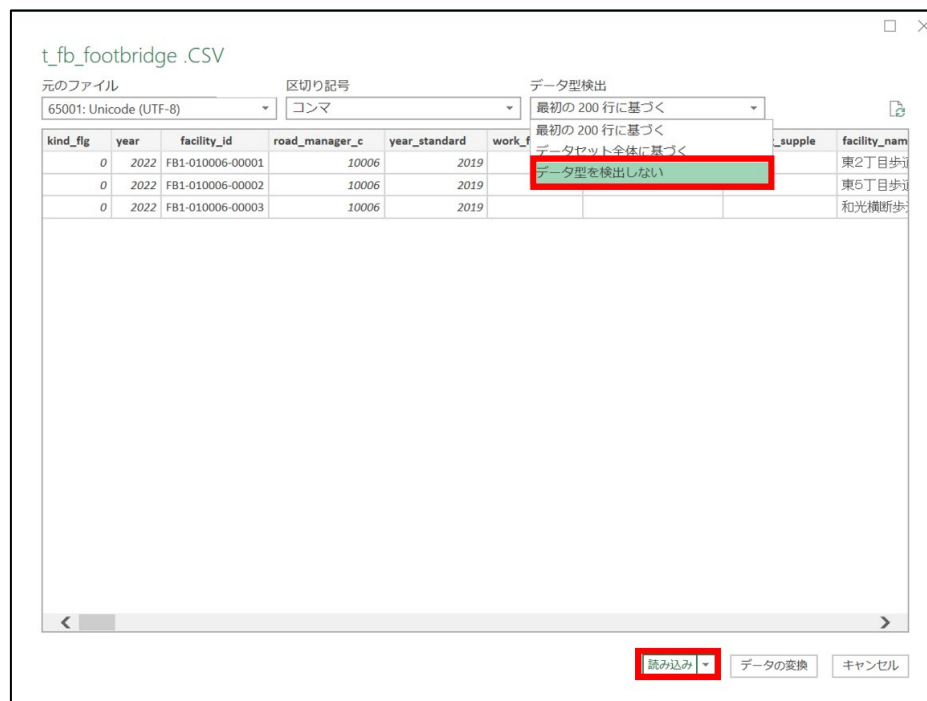 t_fb_footbridge .CSV
元のファイル 区切り記号 データ型検出
65001: Unicode (UTF-8) コンマ 最初の 200 行に基づく
最初の 200 行に基づく
データセット全体に基づく
データ型を検出しない
kind_flg year facility_id road_manager_c year_standard work_f _supple facility_nam
0 2022 FB1-010006-00001 10006 2019 東2丁目歩道
0 2022 FB1-010006-00002 10006 2019 東5丁目歩道
0 2022 FB1-010006-00003 10006 2019 和光横断歩
読み込み データの変換 キャンセル